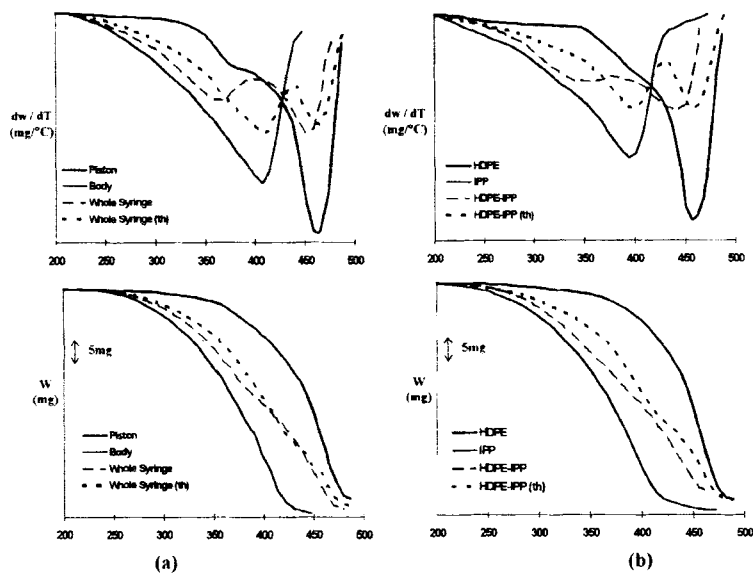 dw / dT
(mg/°C)
Piston
Body
Whole Syringe
Whole Syringe (th)
200 250 300 350 400 450 500
dw / dT
(mg/°C)
HDPE
IPP
HDPE-IPP
HDPE-IPP (th)
200 250 300 350 400 450 500
5mg
W
(mg)
Piston
Body
Whole Syringe
Whole Syringe (th)
200 250 300 350 400 450 500
(a)
5mg
W
(mg)
HDPE
IPP
HDPE-IPP
HDPE-IPP (th)
200 250 300 350 400 450 500
(b)